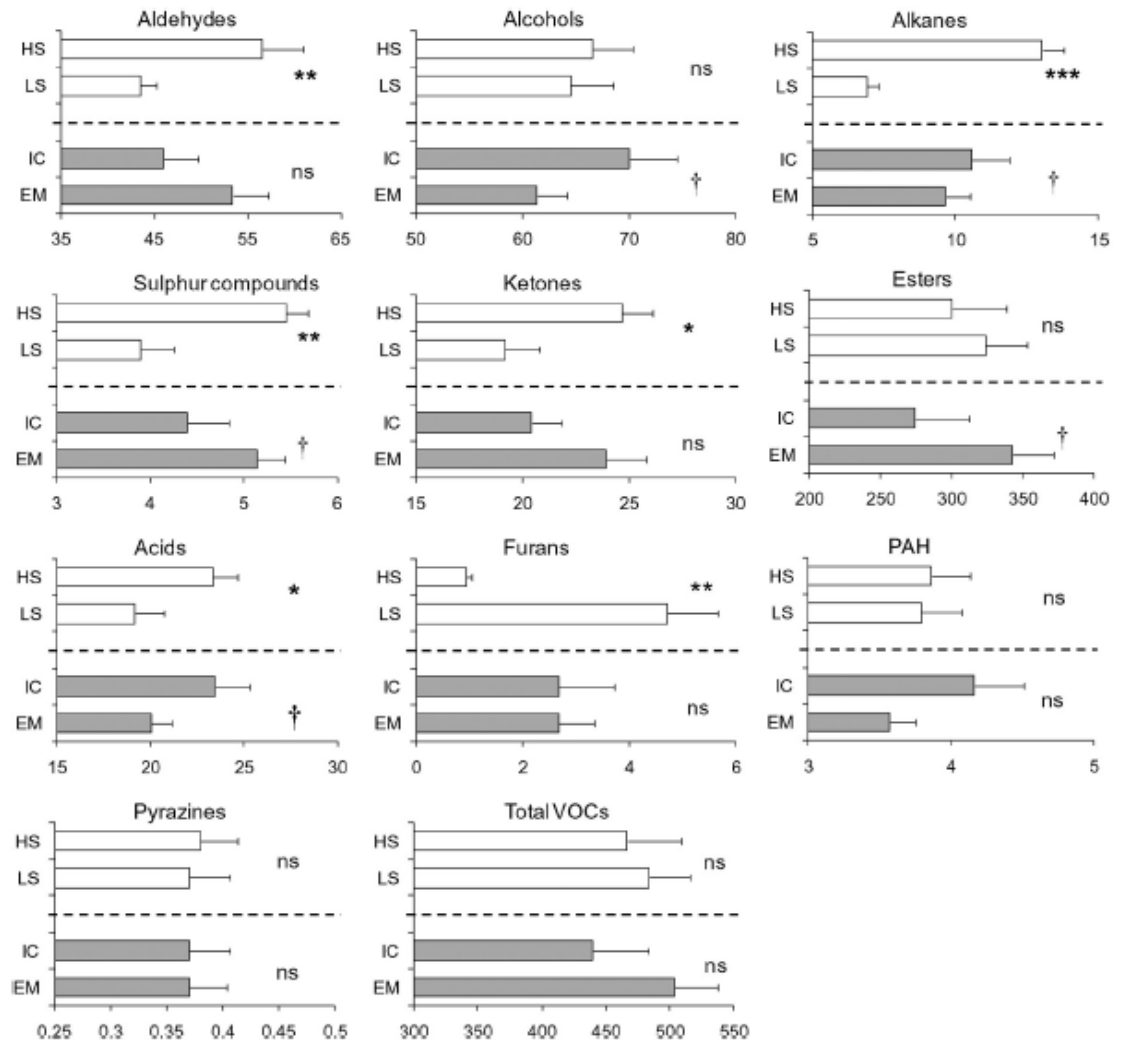 Aldehydes
HS
LS
**
IC
EM
ns
35 45 55 65
Alcohols
HS
LS
ns
IC
EM
†
50 60 70 80
Alkanes
HS
LS
***
IC
EM
†
5 10 15
Sulphur compounds
HS
LS
**
IC
EM
†
3 4 5 6
Ketones
HS
LS
*
IC
EM
ns
15 20 25 30
Esters
HS
LS
ns
IC
EM
†
200 250 300 350 400
Acids
HS
LS
*
IC
EM
†
15 20 25 30
Furans
HS
LS
**
IC
EM
ns
0 2 4 6
PAH
HS
LS
ns
IC
EM
ns
3 4 5
Pyrazines
HS
LS
ns
IC
EM
ns
0.25 0.3 0.35 0.4 0.45 0.5
Total VOCs
HS
LS
ns
IC
EM
ns
300 350 400 450 500 550